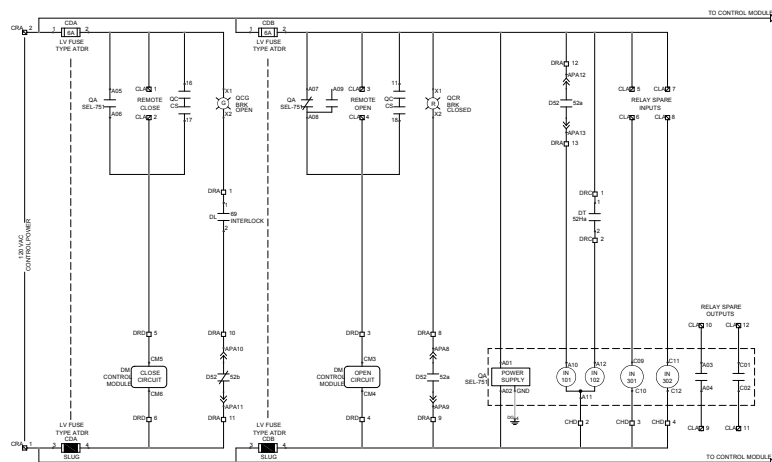 TO CONTROL MODULE
CRA 2
CDA
1 6A 2
LV FUSE
TYPE ATDR
CDB
1 6A 2
LV FUSE
TYPE ATDR
A05
QA
SEL-751
A06
CLA 1
REMOTE
CLOSE
CLA 2
16
QC
CS
17
X1
G
QCG
BRK
OPEN
X2
A07
A09
QA
SEL-751
A08
CLA 3
REMOTE
OPEN
CLA 4
11
QC
CS
18
X1
R
QCR
BRK
CLOSED
X2
DRA 12
APA12
D52 52a
APA13
DRA 13
CLA 5
CLA 7
RELAY SPARE
INPUTS
CLA 6
CLA 8
DRA 1
1
DL 89
INTERLOCK
2
DRC 1
1
DT
52Ha
2
DRC 2
120 VAC
CONTROLPOWER
DRD 5
CM5
DM
CONTROL
MODULE
CLOSE
CIRCUIT
CM6
DRD 6
DRA 10
APA10
D52 52b
APA11
DRA 11
DRD 3
CM3
DM
CONTROL
MODULE
OPEN
CIRCUIT
CM4
DRD 4
DRA 8
APA8
D52 52a
APA9
DRA 9
QA
SEL-751
A01
POWER
SUPPLY
A02 GND
A10
IN
101
A12
IN
102
A11
CHD 2
C09
IN
301
C10
CHD 3
C11
IN
302
C12
CHD 4
RELAY SPARE
OUTPUTS
CLA 10
CLA 12
A03
A04
C01
C02
CLA 9
CLA 11
LV FUSE
TYPE ATDR
CRA 1
3 CDA 4
SLUG
LV FUSE
TYPE ATDR
3 CDB 4
SLUG
TO CONTROL MODULE